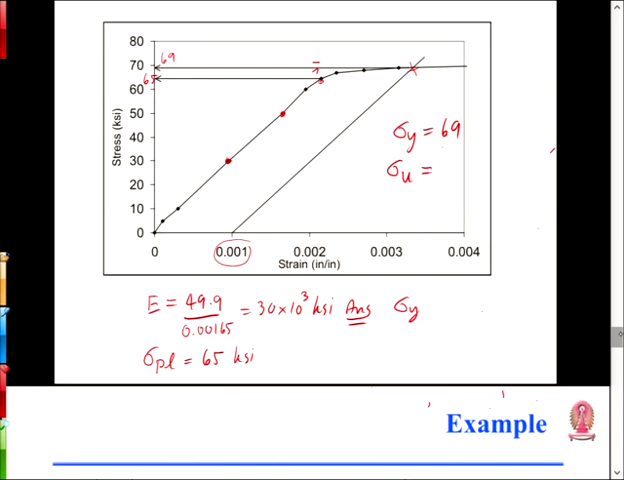 80
70
60
50
40
30
20
10
0
Stress (ksi)
69
65
0 0.001 0.002 0.003 0.004
Strain (in/in)
σy = 69
σu =
E = 49.9 / 0.00165 = 30×10³ ksi Ans σy
σpl = 65 ksi
Example